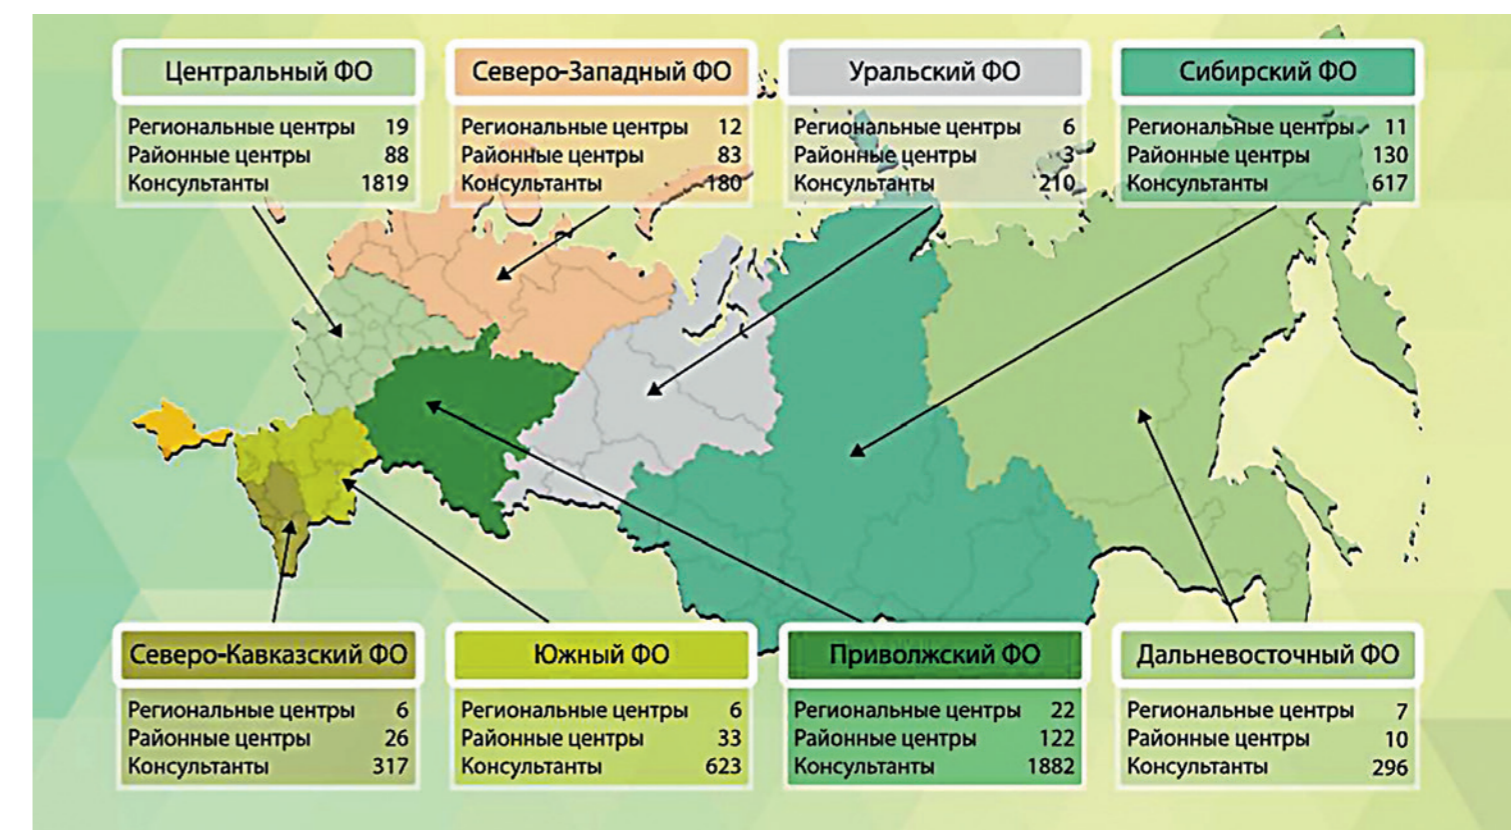 Центральный ФО
Региональные центры 19
Районные центры 88
Консультанты 1819
Северо-Западный ФО
Региональные центры 12
Районные центры 83
Консультанты 180
Уральский ФО
Региональные центры 6
Районные центры 3
Консультанты 210
Сибирский ФО
Региональные центры 11
Районные центры 130
Консультанты 617
Северо-Кавказский ФО
Региональные центры 6
Районные центры 26
Консультанты 317
Южный ФО
Региональные центры 6
Районные центры 33
Консультанты 623
Приволжский ФО
Региональные центры 22
Районные центры 122
Консультанты 1882
Дальневосточный ФО
Региональные центры 7
Районные центры 10
Консультанты 296